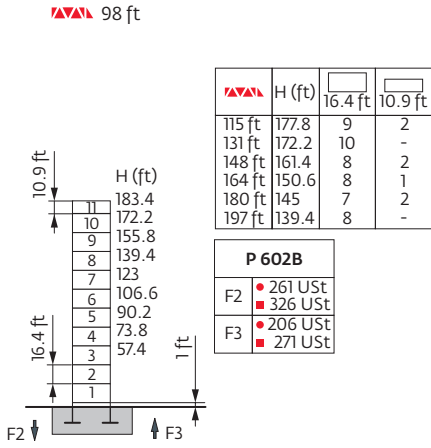 98 ft
H (ft) 16.4 ft 10.9 ft
115 ft 177.8 9 2
131 ft 172.2 10 -
148 ft 161.4 8 2
164 ft 150.6 8 1
180 ft 145 7 2
197 ft 139.4 8 -
P 602B
F2 ● 261 USt
■ 326 USt
F3 ● 206 USt
■ 271 USt
10.9 ft
H (ft)
11 183.4
10 172.2
9 155.8
8 139.4
7 123
6 106.6
5 90.2
4 73.8
3 57.4
16.4 ft
2
1
1 ft
F2 F3